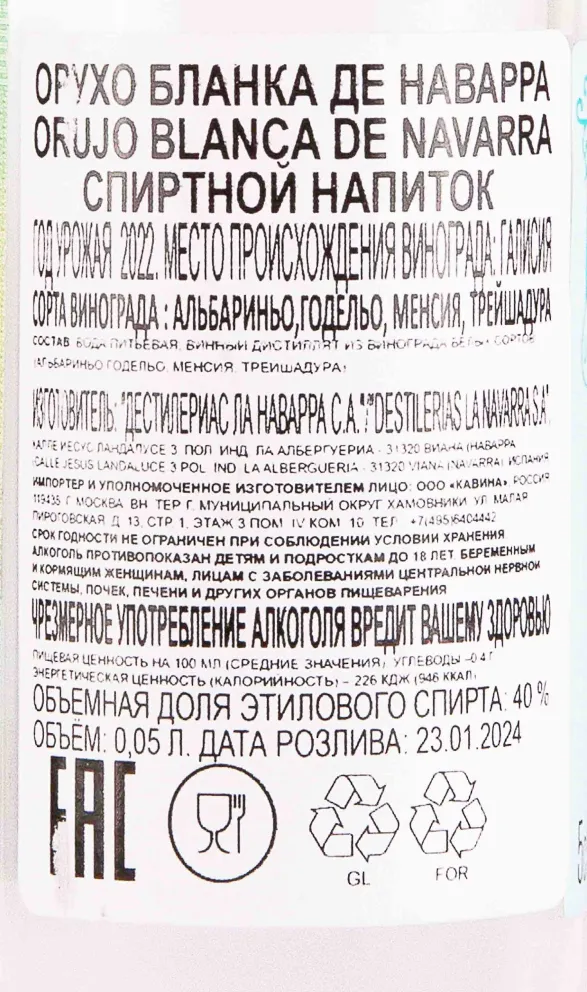 ОРУХО БЛАНКА ДЕ НАВАРРА
ORUJO BLANCA DE NAVARRA
СПИРТНОЙ НАПИТОК
ГОД УРОЖАЯ 2022. МЕСТО ПРОИСХОЖДЕНИЯ ВИНОГРАДА: ГАЛИСИЯ
СОРТА ВИНОГРАДА : АЛЬБАРИНЬО,ГОДЕЛЬО, МЕНСИЯ, ТРЕЙШАДУРА
СОСТАВ: ВОДА ПИТЬЕВАЯ, ВИННЫЙ ДИСТИЛЛЯТ ИЗ ВИНОГРАДА БЕЛЫХ СОРТОВ
(АЛЬБАРИНЬО ГОДЕЛЬО, МЕНСИЯ, ТРЕИШАДУРА)
ИЗГОТОВИТЕЛЬ: "ДЕСТИЛЕРИАС ЛА НАВАРРА С.А."/"DESTILERIAS LA NAVARRA S.A"
ИЕСУС ЛАНДАЛУСЕ 3 ПОЛ ИНД ЛА АЛБЕРГУЕРИА - 31320 ВИАНА (НАВАРРА
(CALLE JESUS LANDALUCE 3 POL IND LA ALBERGUERIA - 31320 VIANA (NAVARRA) ИСПАНИЯ
ИМПОРТЕР И УПОЛНОМОЧЕННОЕ ИЗГОТОВИТЕЛЕМ ЛИЦО: ООО «КАВИНА» РОССИЯ
119435 Г МОСКВА ВН ТЕР Г. МУНИЦИПАЛЬНЫЙ ОКРУГ ХАМОВНИКИ УЛ МАЛАЯ
ПИРОГОВСКАЯ Д 13, СТР 1, ЭТАЖ 3 ПОМ IV КОМ 10 ТЕЛ +7(495)6404442
СРОК ГОДНОСТИ НЕ ОГРАНИЧЕН ПРИ СОБЛЮДЕНИИ УСЛОВИИ ХРАНЕНИЯ
АЛКОГОЛЬ ПРОТИВОПОКАЗАН ДЕТЯМ И ПОДРОСТКАМ ДО 18 ЛЕТ, БЕРЕМЕННЫМ
И КОРМЯЩИМ ЖЕНЩИНАМ, ЛИЦАМ С ЗАБОЛЕВАНИЯМИ ЦЕНТРАЛЬНОЙ НЕРВНОЙ
СИСТЕМЫ, ПОЧЕК, ПЕЧЕНИ И ДРУГИХ ОРГАНОВ ПИЩЕВАРЕНИЯ
ЧРЕЗМЕРНОЕ УПОТРЕБЛЕНИЕ АЛКОГОЛЯ ВРЕДИТ ВАШЕМУ ЗДОРОВЬЮ
ПИЩЕВАЯ ЦЕННОСТЬ НА 100 МЛ (СРЕДНИЕ ЗНАЧЕНИЯ) УГЛЕВОДЫ -0,4 Г
ЭНЕРГЕТИЧЕСКАЯ ЦЕННОСТЬ (КАЛОРИЙНОСТЬ) - 226 КДЖ (946 ККАЛ)
ОБЪЕМНАЯ ДОЛЯ ЭТИЛОВОГО СПИРТА: 40 %
ОБЪЁМ: 0,05 Л. ДАТА РОЗЛИВА: 23.01.2024
ЕАС
GL FOR